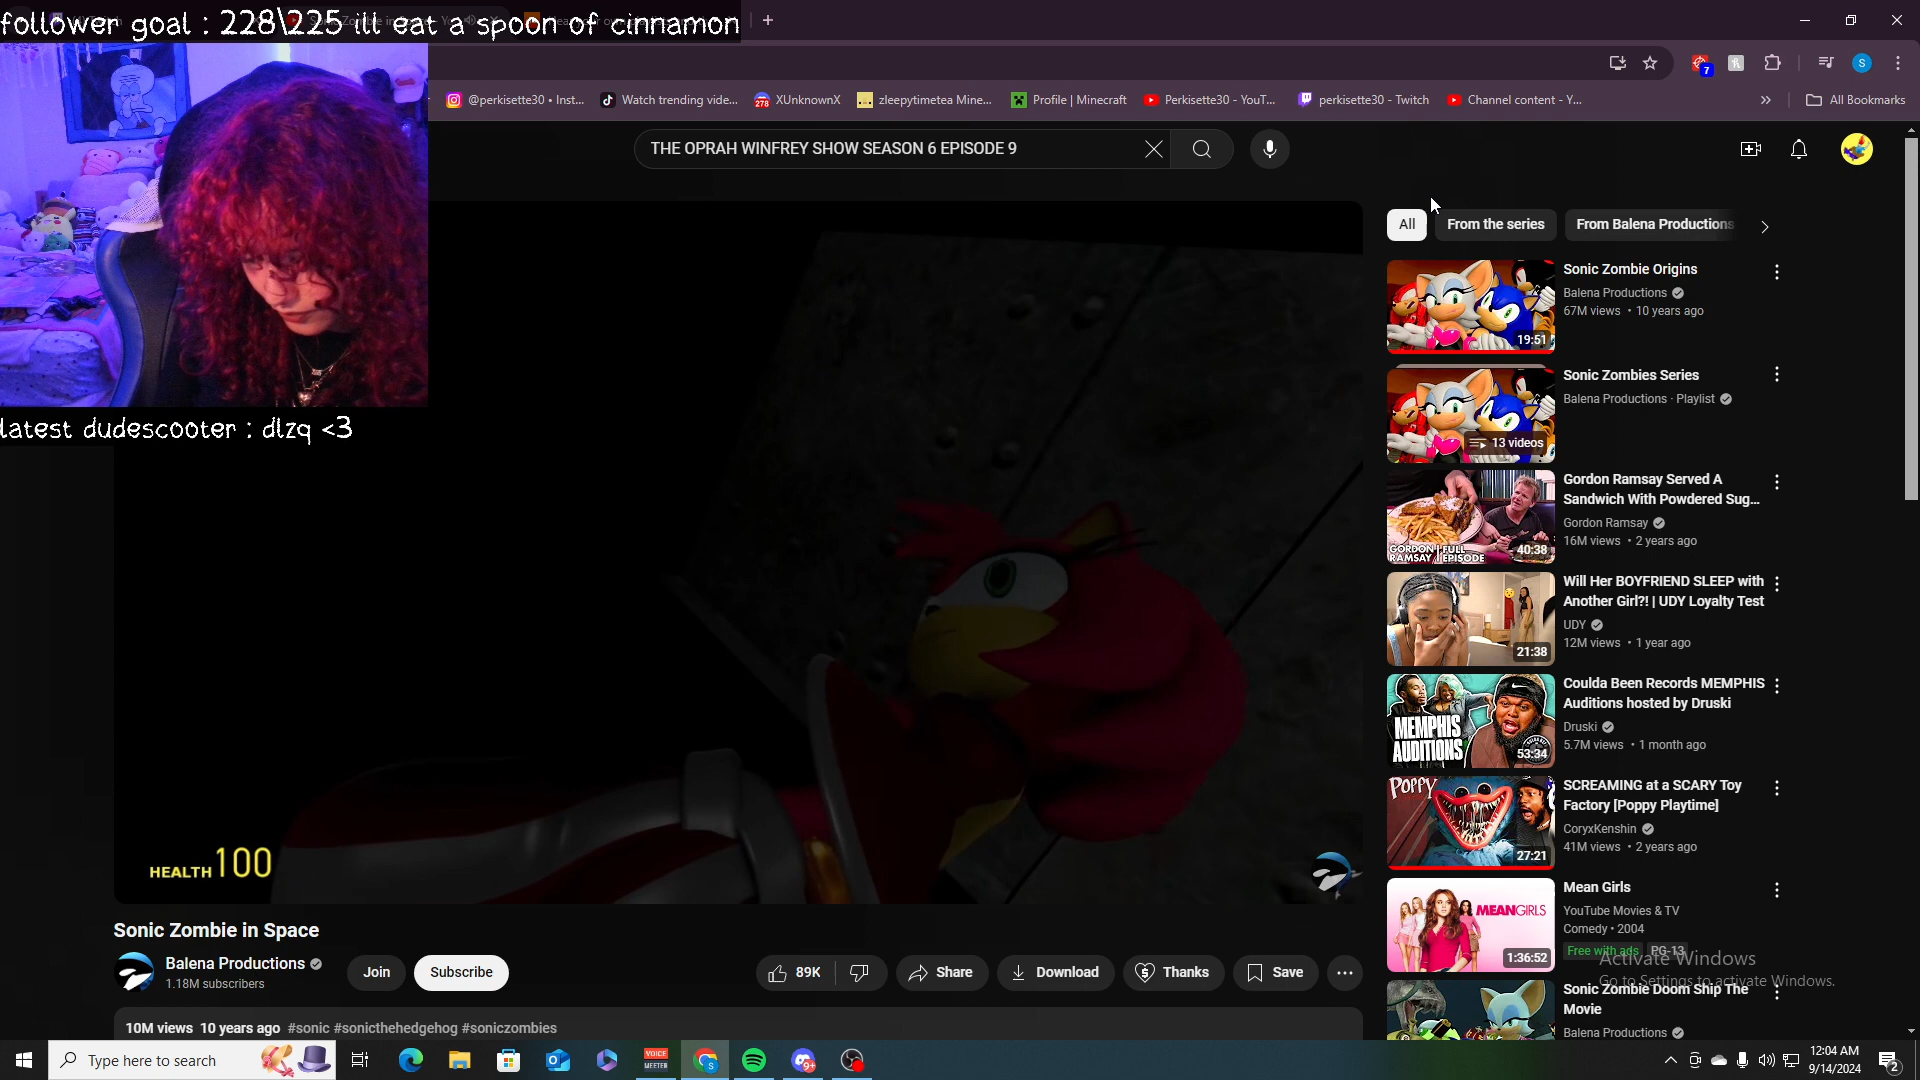 follower goal : 228\225 ill eat a spoon of cinnamon
7
S
@perkisette30 • Inst...
Watch trending vide...
278
XUnknownX
zleepytimetea Mine...
Profile | Minecraft
Perkisette30 - YouT...
perkisette30 - Twitch
Channel content - Y...
All Bookmarks
THE OPRAH WINFREY SHOW SEASON 6 EPISODE 9
latest dudescooter : dlzq <3
HEALTH 100
All
From the series
From Balena Productions
Sonic Zombie Origins
Balena Productions
67M views • 10 years ago
19:51
Sonic Zombies Series
Balena Productions · Playlist
13 videos
Gordon Ramsay Served A
Sandwich With Powdered Sug...
Gordon Ramsay
16M views • 2 years ago
GORDON | FULL
RAMSAY | EPISODE
40:38
Will Her BOYFRIEND SLEEP with
Another Girl?! | UDY Loyalty Test
UDY
12M views • 1 year ago
21:38
Coulda Been Records MEMPHIS
Auditions hosted by Druski
Druski
5.7M views • 1 month ago
MEMPHIS
AUDITIONS
53:34
SCREAMING at a SCARY Toy
Factory [Poppy Playtime]
CoryxKenshin
41M views • 2 years ago
POPPY
27:21
Mean Girls
YouTube Movies & TV
Comedy • 2004
Free with ads PG-13
MEAN GIRLS
1:36:52
Sonic Zombie Doom Ship The
Movie
Balena Productions
Activate Windows
Go to Settings to activate Windows.
Sonic Zombie in Space
Balena Productions
1.18M subscribers
Join
Subscribe
89K
Share
Download
Thanks
Save
10M views 10 years ago #sonic #sonicthehedgehog #soniczombies
Type here to search
VOICE
MEETER
9+
12:04 AM
9/14/2024
2